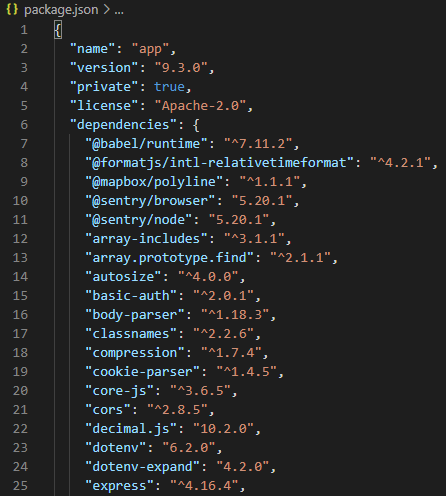 package.json > ...
1 {
2 "name": "app",
3 "version": "9.3.0",
4 "private": true,
5 "license": "Apache-2.0",
6 "dependencies": {
7 "@babel/runtime": "^7.11.2",
8 "@formatjs/intl-relativetimeformat": "^4.2.1",
9 "@mapbox/polyline": "^1.1.1",
10 "@sentry/browser": "5.20.1",
11 "@sentry/node": "5.20.1",
12 "array-includes": "^3.1.1",
13 "array.prototype.find": "^2.1.1",
14 "autosize": "^4.0.0",
15 "basic-auth": "^2.0.1",
16 "body-parser": "^1.18.3",
17 "classnames": "^2.2.6",
18 "compression": "^1.7.4",
19 "cookie-parser": "^1.4.5",
20 "core-js": "^3.6.5",
21 "cors": "^2.8.5",
22 "decimal.js": "10.2.0",
23 "dotenv": "6.2.0",
24 "dotenv-expand": "4.2.0",
25 "express": "^4.16.4",